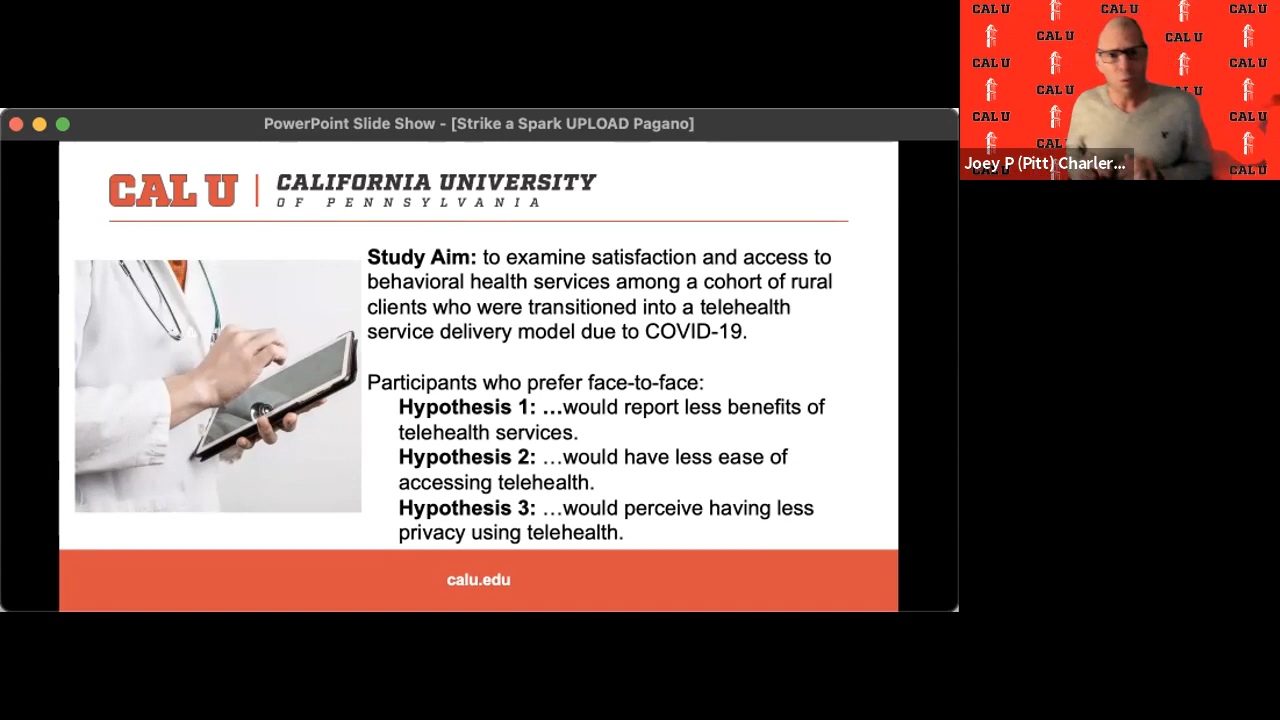 PowerPoint Slide Show - [Strike a Spark UPLOAD Pagano]
CAL U
CALIFORNIA UNIVERSITY
OF PENNSYLVANIA
Study Aim: to examine satisfaction and access to
behavioral health services among a cohort of rural
clients who were transitioned into a telehealth
service delivery model due to COVID-19.
Participants who prefer face-to-face:
Hypothesis 1: …would report less benefits of
telehealth services.
Hypothesis 2: …would have less ease of
accessing telehealth.
Hypothesis 3: …would perceive having less
privacy using telehealth.
calu.edu
CAL U CAL U CAL U
CAL U CAL U
CAL U CAL U
CAL U CAL U
CAL U CAL U
CAL U
Joey P (Pitt) Charler...
CAL U